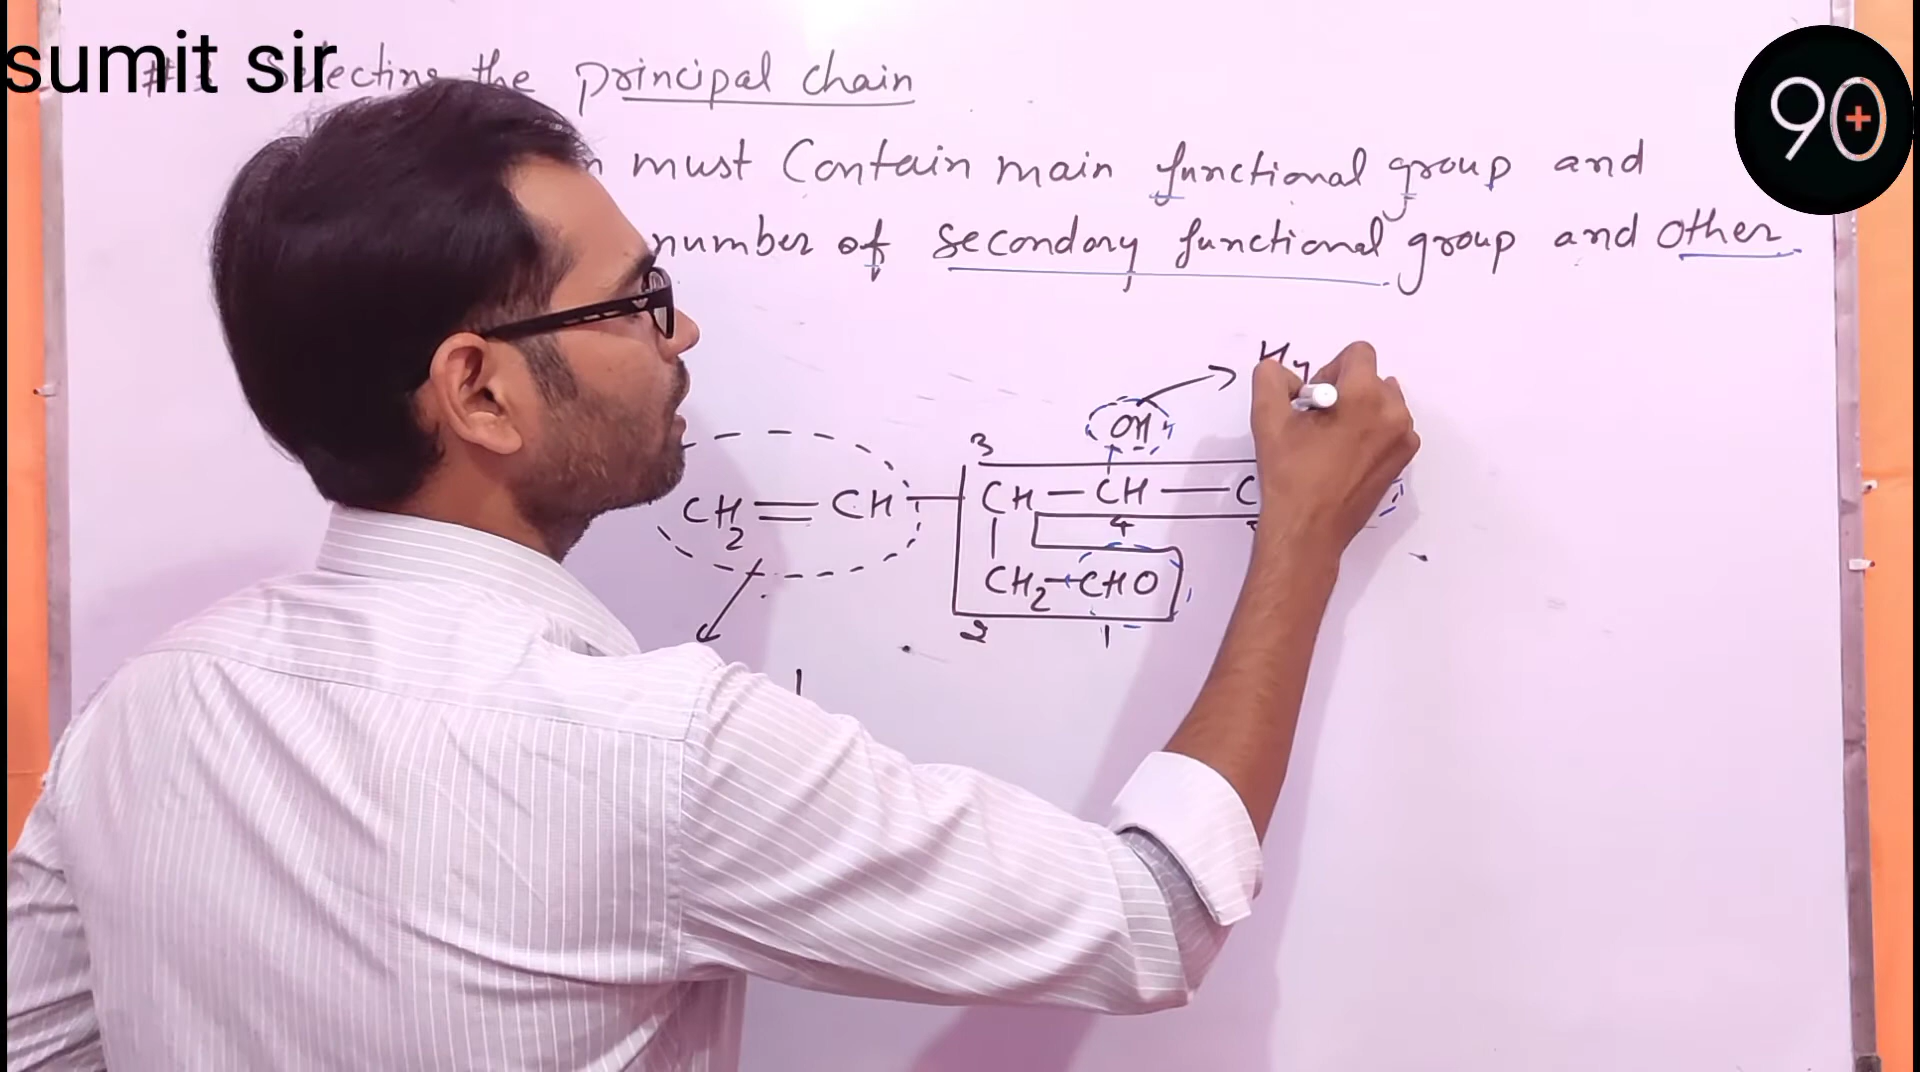 sumit sir
90+
the principal chain
must Contain main functional group and
number of secondary functional group and other
Hy
OH
3
CH2 = CH — CH — CH — C
4
CH2 — CHO
2 1